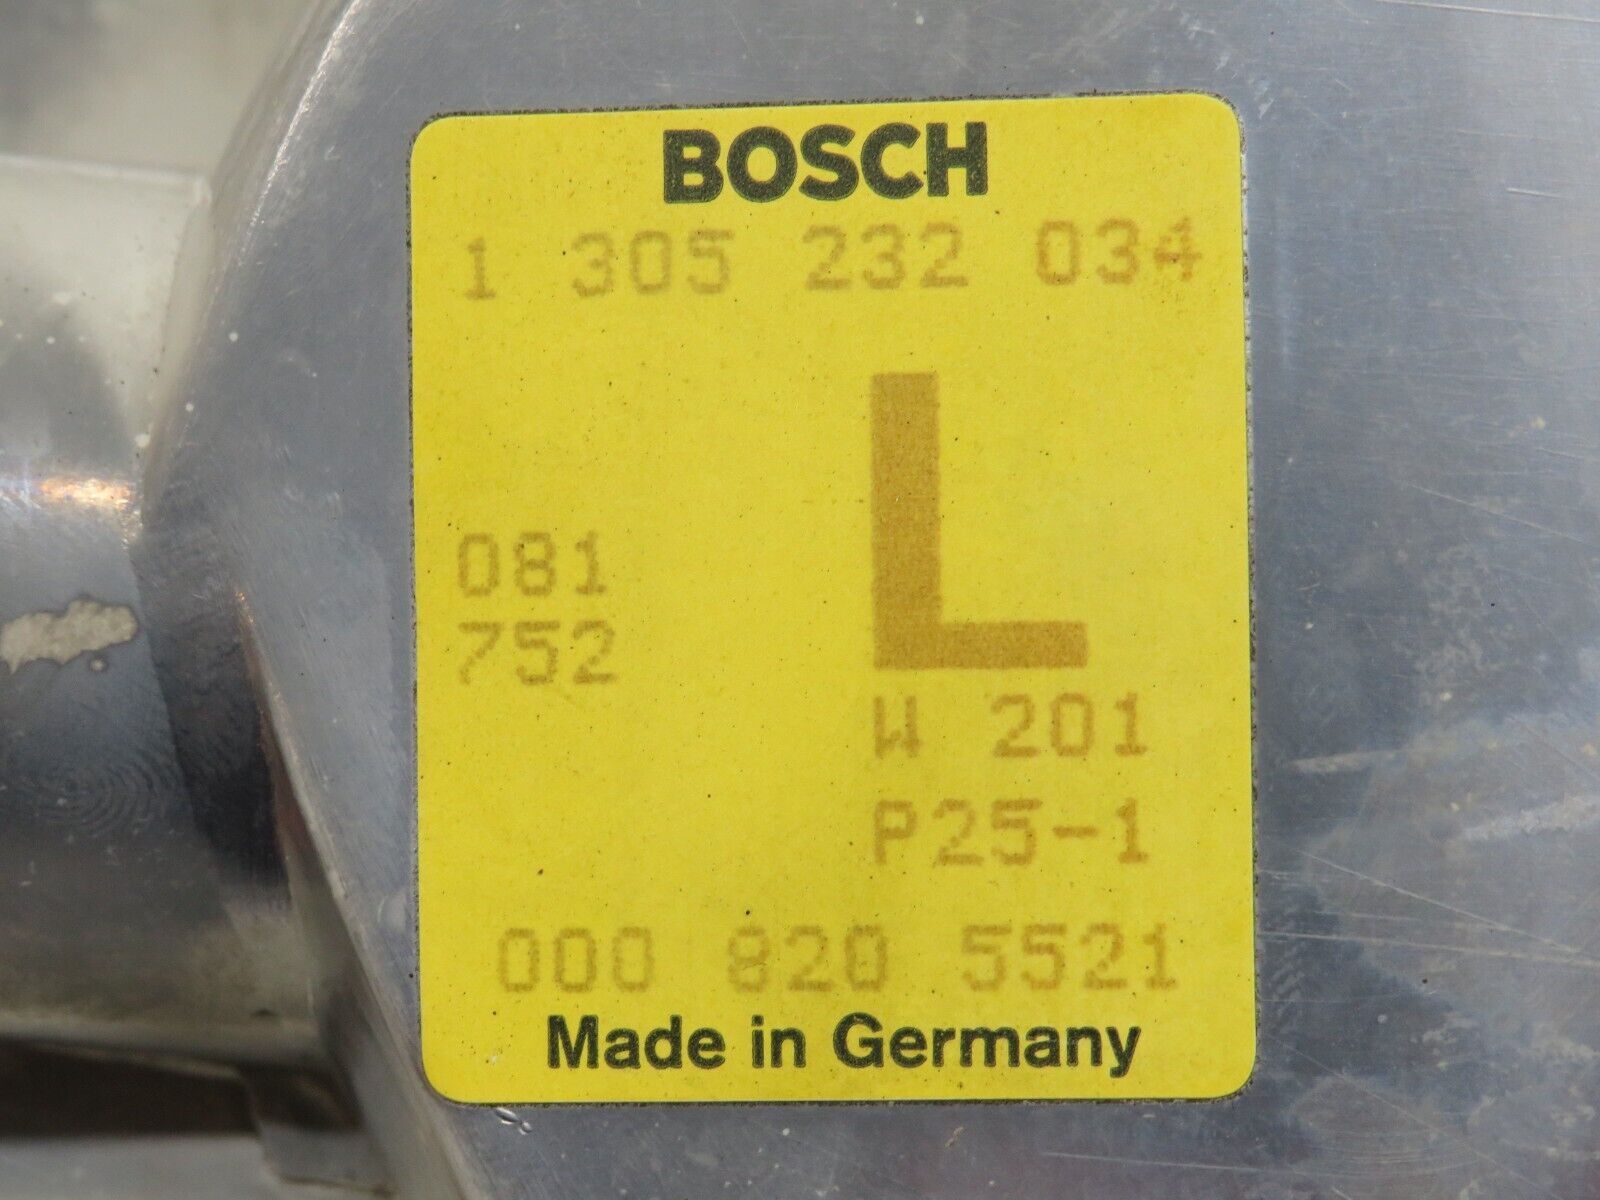 BOSCH
1 305 232 034
L
081
752
W 201
P25-1
000 820 5521
Made in Germany